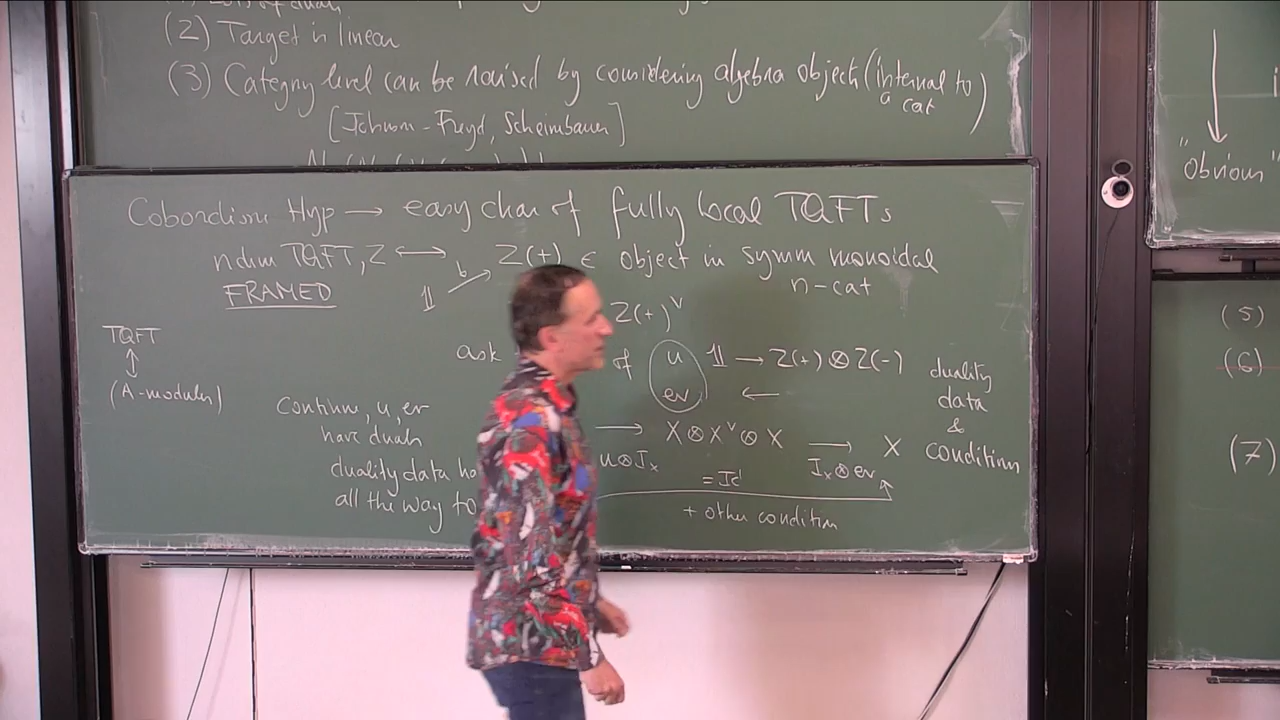 (2) Target is linear
(3) Category level can be raised by considering algebra object (internal to a cat)
[Johnson-Freyd, Scheimbauer]
Cobordism Hyp → easy char of fully local TQFTs
n dim TQFT, Z ↔ Z(+) ∈ object in symm monoidal n-cat
FRAMED
𝟙 b→
Z(+)ᵛ
TQFT
↕
(A-modules)
ask
of u 𝟙 → Z(+) ⊗ Z(-)
ev ←
duality data & condition
Continue, u, ev
have duals
duality data
all the way to
→ X ⊗ Xᵛ ⊗ X → X
u⊗I_X I_X⊗ev
= Id
+ other condition
↓
"Obvious"
(5)
(6)
(7)